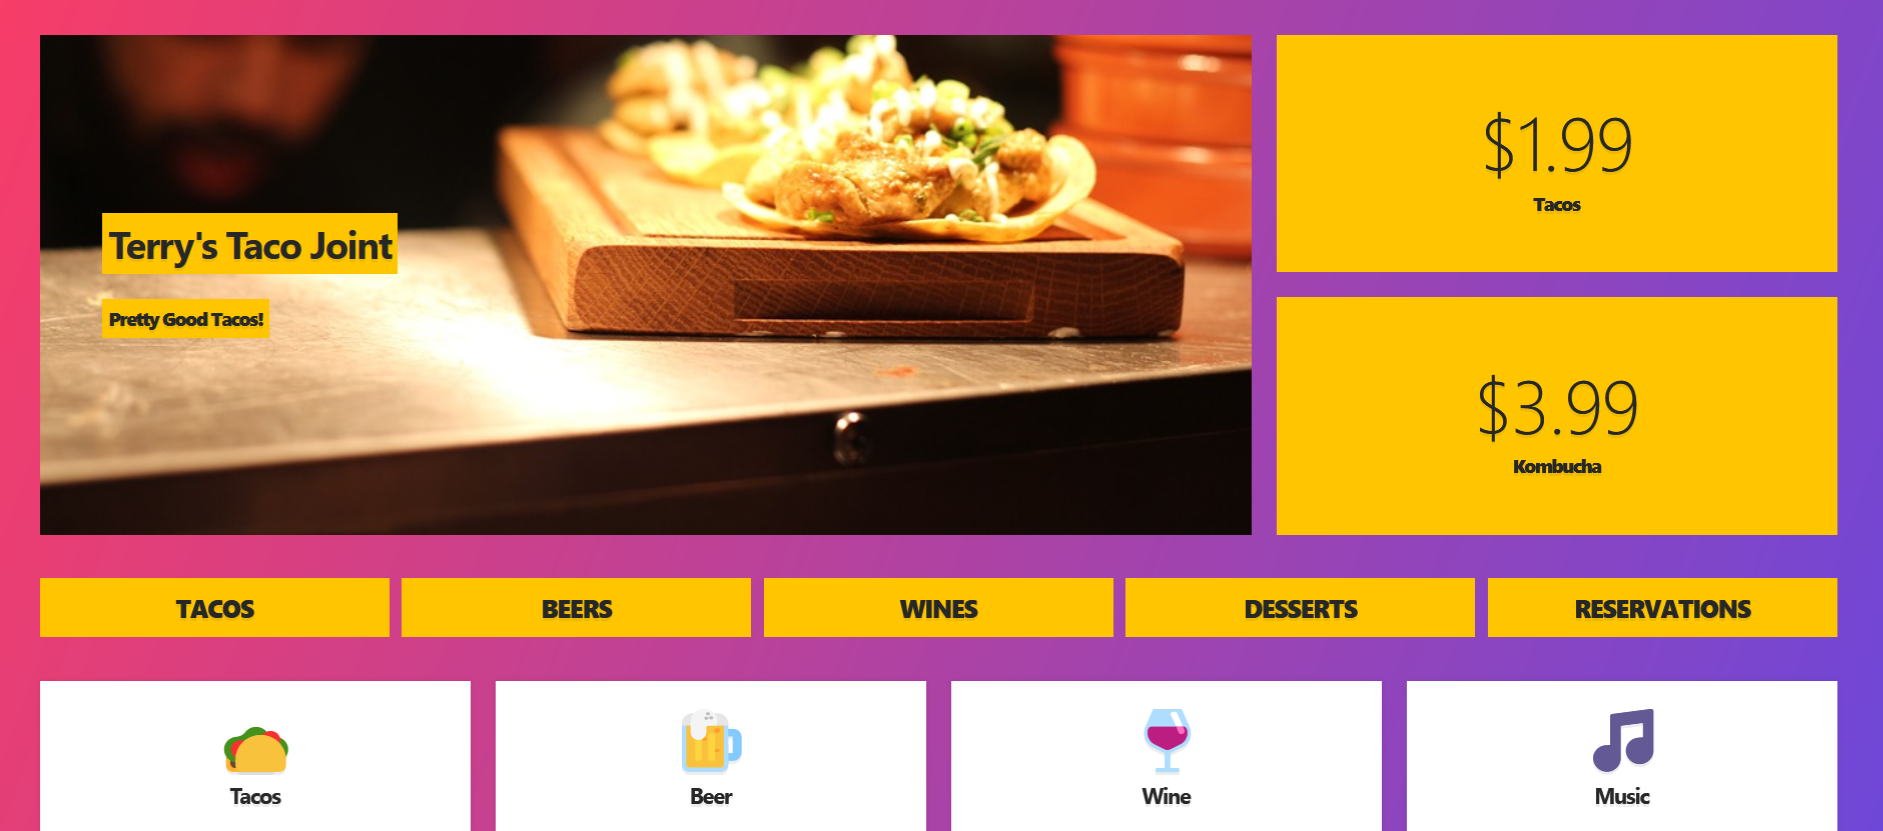 Terry's Taco Joint
Pretty Good Tacos!
$1.99
Tacos
$3.99
Kombucha
TACOS
BEERS
WINES
DESSERTS
RESERVATIONS
Tacos
Beer
Wine
Music